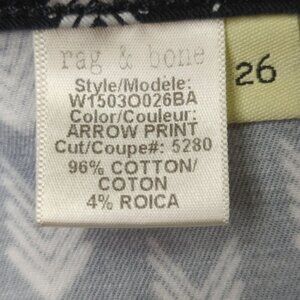 rag & bone
Style/Modele:
W1503O026BA
Color/Couleur:
ARROW PRINT
Cut/Coupe#: 5280
96% COTTON/
COTON
4% ROICA
26